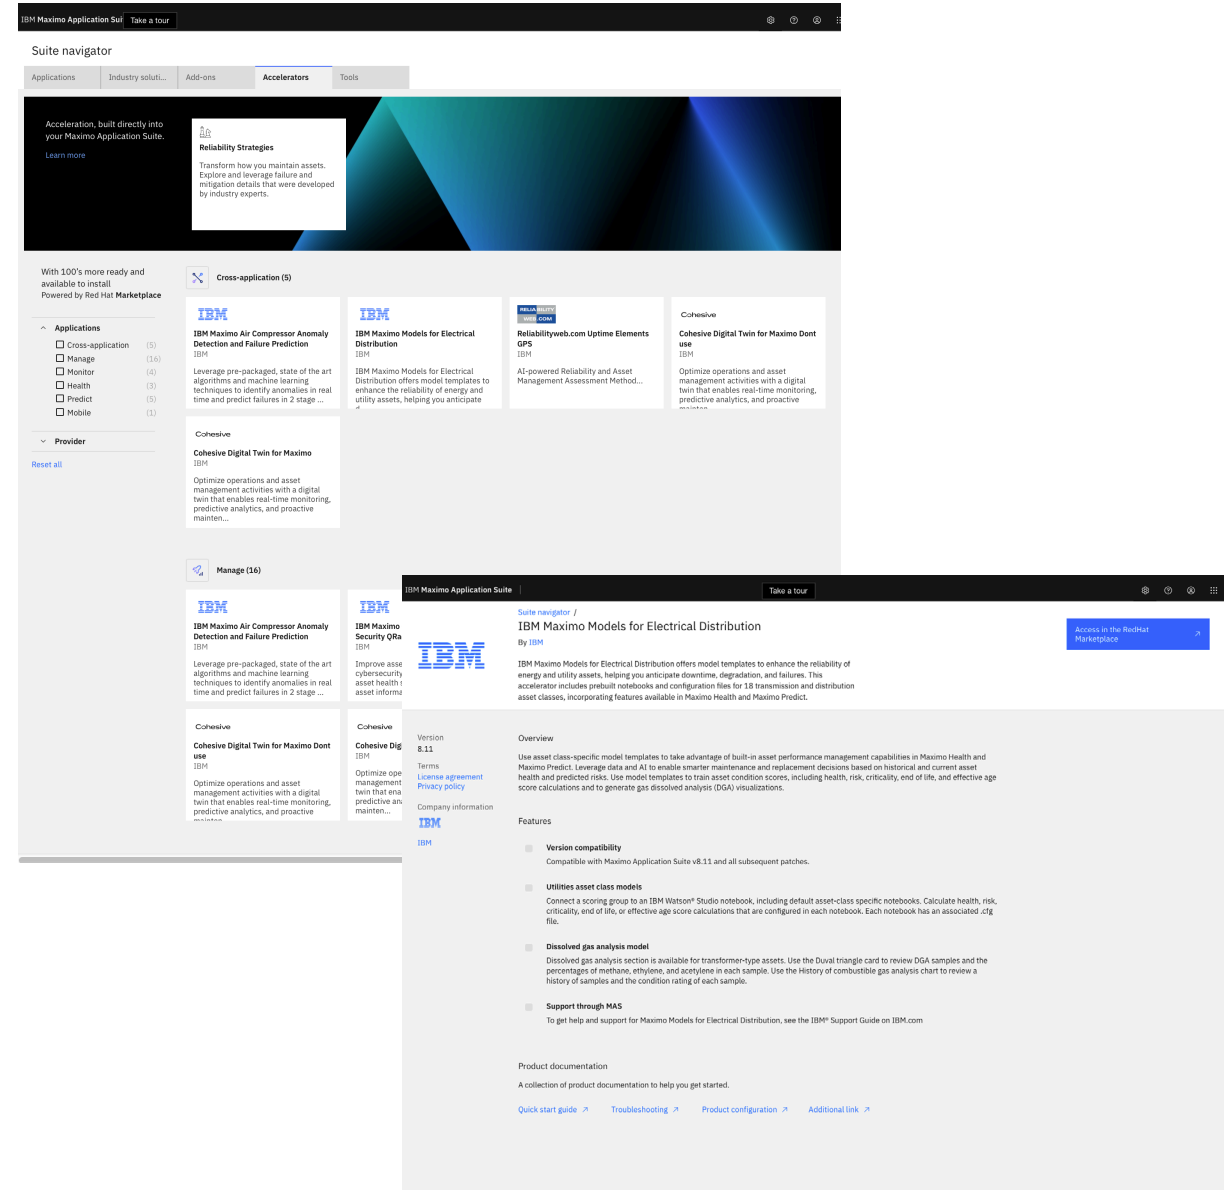 IBM Maximo Application Sui
Take a tour
Suite navigator
Applications
Industry soluti...
Add-ons
Accelerators
Tools
Acceleration, built directly into
your Maximo Application Suite.
Learn more
Reliability Strategies
Transform how you maintain assets.
Explore and leverage failure and
mitigation details that were developed
by industry experts.
With 100's more ready and
available to install
Powered by Red Hat Marketplace
Applications
Cross-application (5)
Manage (16)
Monitor (4)
Health (3)
Predict (5)
Mobile (1)
Provider
Reset all
Cross-application (5)
IBM
IBM Maximo Air Compressor Anomaly
Detection and Failure Prediction
IBM
Leverage pre-packaged, state of the art
algorithms and machine learning
techniques to identify anomalies in real
time and predict failures in 2 stage ...
IBM
IBM Maximo Models for Electrical
Distribution
IBM
IBM Maximo Models for Electrical
Distribution offers model templates to
enhance the reliability of energy and
utility assets, helping you anticipate
RELIABILITY
WEB.COM
Reliabilityweb.com Uptime Elements
GPS
IBM
AI-powered Reliability and Asset
Management Assessment Method...
Cohesive
Cohesive Digital Twin for Maximo Dont
use
IBM
Optimize operations and asset
management activities with a digital
twin that enables real-time monitoring,
predictive analytics, and proactive
mainten...
Cohesive
Cohesive Digital Twin for Maximo
IBM
Optimize operations and asset
management activities with a digital
twin that enables real-time monitoring,
predictive analytics, and proactive
mainten...
Manage (16)
IBM
IBM Maximo Air Compressor Anomaly
Detection and Failure Prediction
IBM
Leverage pre-packaged, state of the art
algorithms and machine learning
techniques to identify anomalies in real
time and predict failures in 2 stage ...
IBM
IBM Maximo
Security QRa
IBM
Improve asse
cybersecurity
asset health s
asset informa
Cohesive
Cohesive Digital Twin for Maximo Dont
use
IBM
Optimize operations and asset
management activities with a digital
twin that enables real-time monitoring,
predictive analytics, and proactive
mainten...
Cohesive
Cohesive Dig
IBM
Optimize ope
management
twin that ena
predictive ana
mainten...
IBM Maximo Application Suite
Take a tour
Suite navigator /
IBM Maximo Models for Electrical Distribution
By IBM
Access in the RedHat
Marketplace
IBM
IBM Maximo Models for Electrical Distribution offers model templates to enhance the reliability of
energy and utility assets, helping you anticipate downtime, degradation, and failures. This
accelerator includes prebuilt notebooks and configuration files for 18 transmission and distribution
asset classes, incorporating features available in Maximo Health and Maximo Predict.
Version
8.11
Terms
License agreement
Privacy policy
Company information
IBM
IBM
Overview
Use asset class-specific model templates to take advantage of built-in asset performance management capabilities in Maximo Health and
Maximo Predict. Leverage data and AI to enable smarter maintenance and replacement decisions based on historical and current asset
health and predicted risks. Use model templates to train asset condition scores, including health, risk, criticality, end of life, and effective age
score calculations and to generate gas dissolved analysis (DGA) visualizations.
Features
Version compatibility
Compatible with Maximo Application Suite v8.11 and all subsequent patches.
Utilities asset class models
Connect a scoring group to an IBM Watson® Studio notebook, including default asset-class specific notebooks. Calculate health, risk,
criticality, end of life, or effective age score calculations that are configured in each notebook. Each notebook has an associated .cfg
file.
Dissolved gas analysis model
Dissolved gas analysis section is available for transformer-type assets. Use the Duval triangle card to review DGA samples and the
percentages of methane, ethylene, and acetylene in each sample. Use the History of combustible gas analysis chart to review a
history of samples and the condition rating of each sample.
Support through MAS
To get help and support for Maximo Models for Electrical Distribution, see the IBM® Support Guide on IBM.com
Product documentation
A collection of product documentation to help you get started.
Quick start guide
Troubleshooting
Product configuration
Additional link